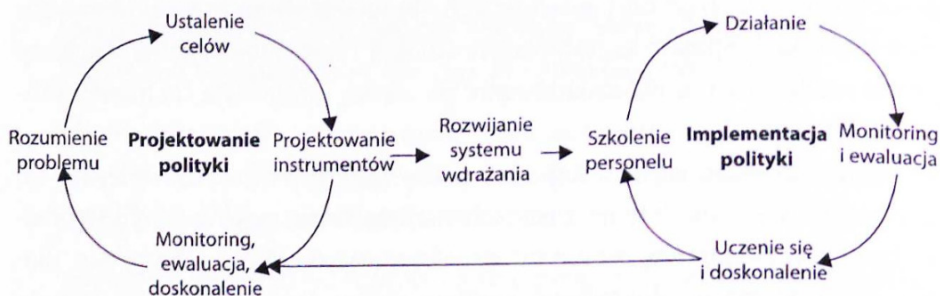 Ustalenie
celów
Rozumienie
problemu
Projektowanie
polityki
Projektowanie
instrumentów
Monitoring,
ewaluacja,
doskonalenie
Rozwijanie
systemu
wdrażania
Działanie
Szkolenie
personelu
Implementacja
polityki
Monitoring
i ewaluacja
Uczenie się
i doskonalenie